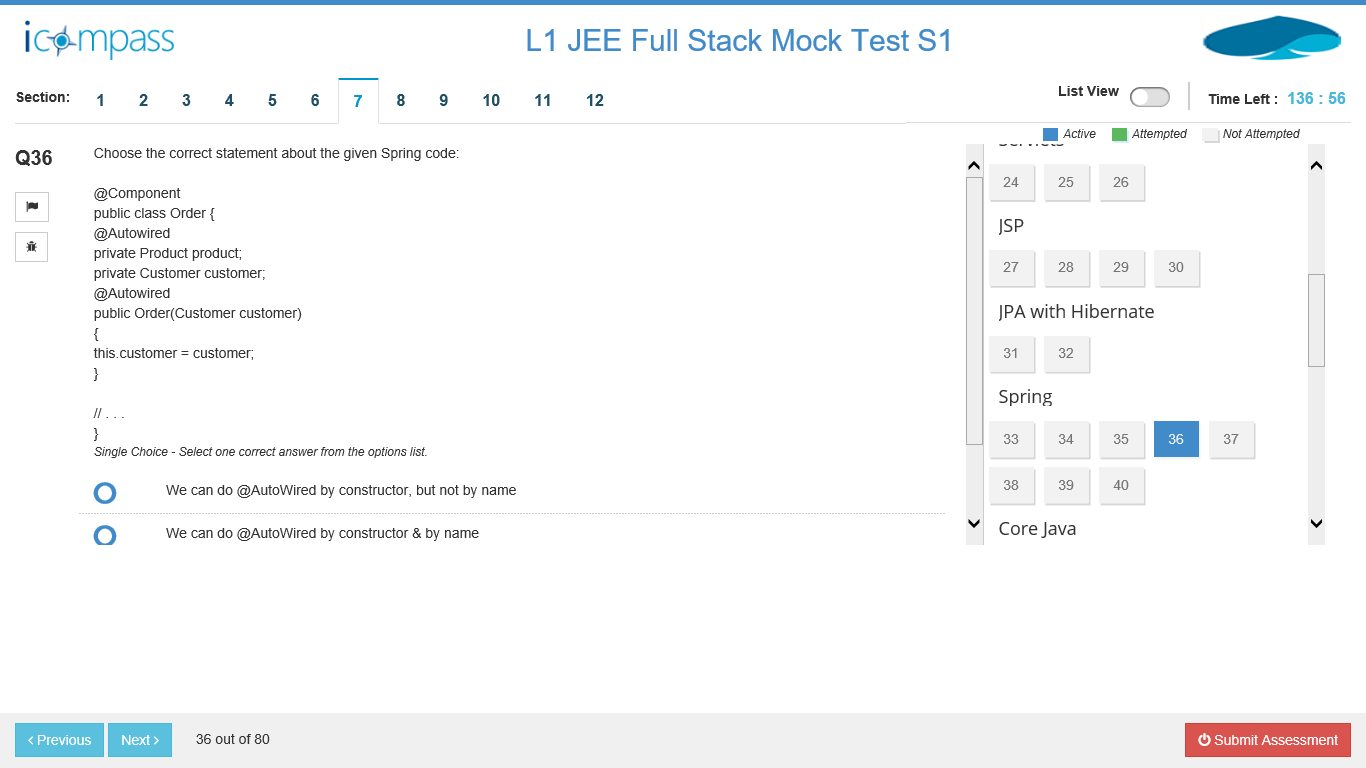 icompass
L1 JEE Full Stack Mock Test S1
Section: 1 2 3 4 5 6 7 8 9 10 11 12
List View
Time Left : 136 : 56
Active Attempted Not Attempted
Q36
Choose the correct statement about the given Spring code:
@Component
public class Order {
@Autowired
private Product product;
private Customer customer;
@Autowired
public Order(Customer customer)
{
this.customer = customer;
}
// . . .
}
Single Choice - Select one correct answer from the options list.
We can do @AutoWired by constructor, but not by name
We can do @AutoWired by constructor & by name
Servlets
24 25 26
JSP
27 28 29 30
JPA with Hibernate
31 32
Spring
33 34 35 36 37
38 39 40
Core Java
‹ Previous Next › 36 out of 80
Submit Assessment